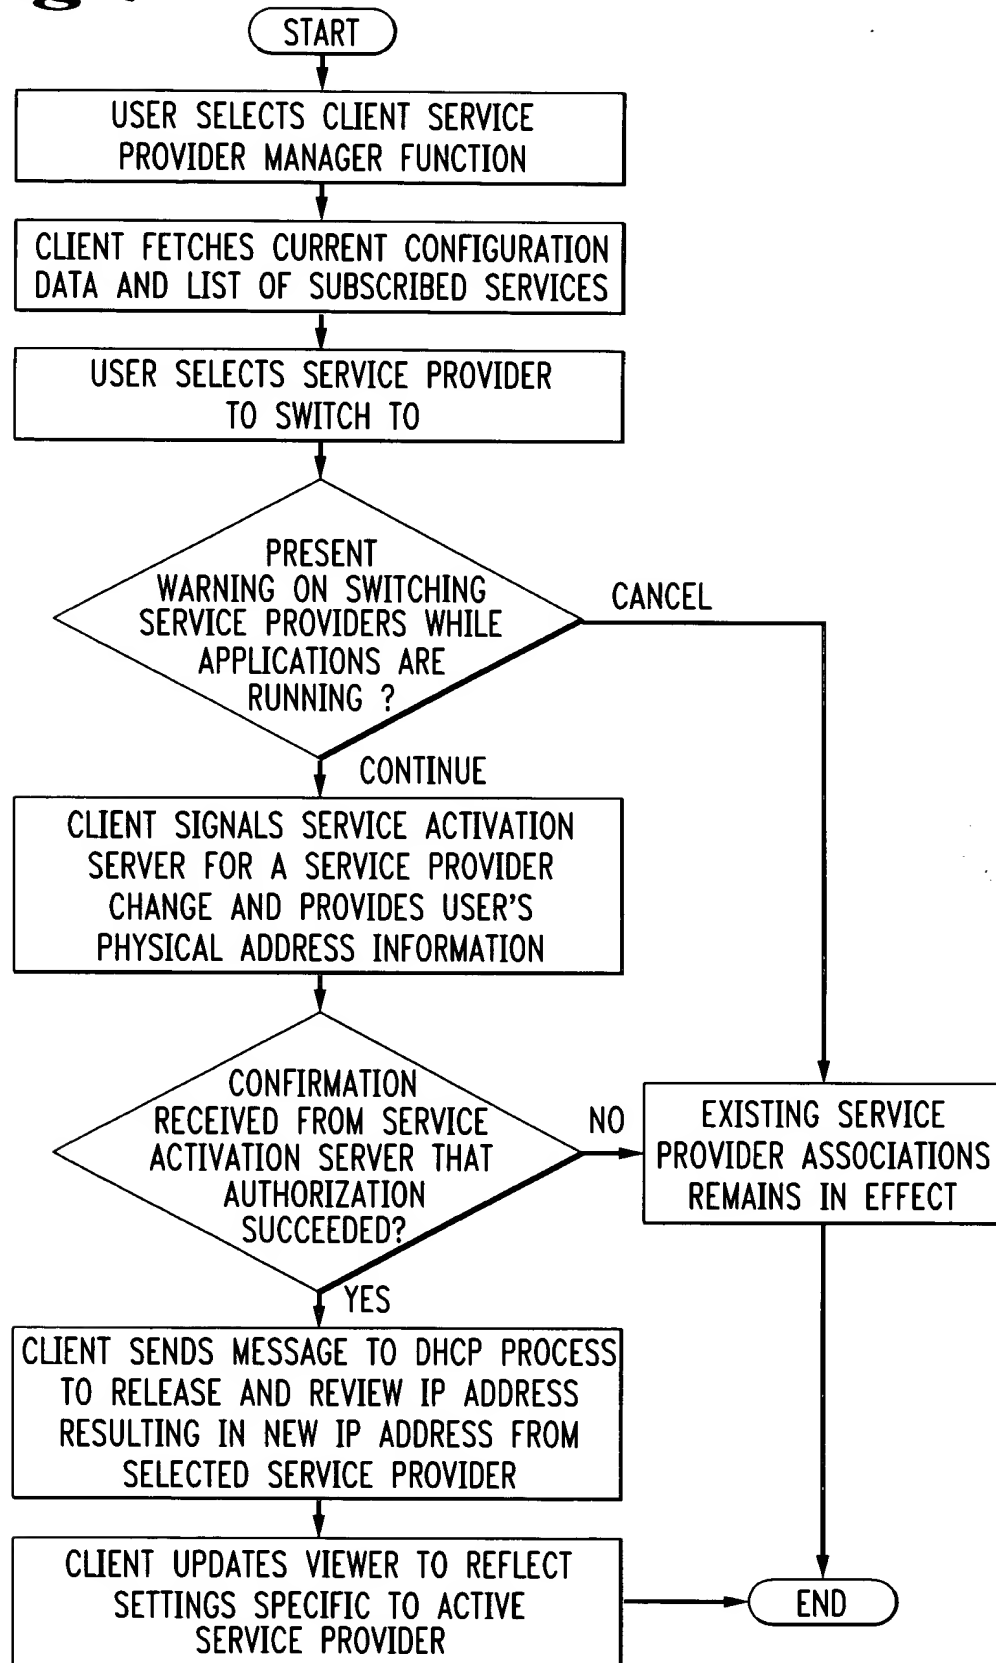 START
USER SELECTS CLIENT SERVICE
PROVIDER MANAGER FUNCTION
CLIENT FETCHES CURRENT CONFIGURATION
DATA AND LIST OF SUBSCRIBED SERVICES
USER SELECTS SERVICE PROVIDER
TO SWITCH TO
PRESENT
WARNING ON SWITCHING
SERVICE PROVIDERS WHILE
APPLICATIONS ARE
RUNNING ?
CANCEL
CONTINUE
CLIENT SIGNALS SERVICE ACTIVATION
SERVER FOR A SERVICE PROVIDER
CHANGE AND PROVIDES USER'S
PHYSICAL ADDRESS INFORMATION
CONFIRMATION
RECEIVED FROM SERVICE
ACTIVATION SERVER THAT
AUTHORIZATION
SUCCEEDED?
NO
EXISTING SERVICE
PROVIDER ASSOCIATIONS
REMAINS IN EFFECT
YES
CLIENT SENDS MESSAGE TO DHCP PROCESS
TO RELEASE AND REVIEW IP ADDRESS
RESULTING IN NEW IP ADDRESS FROM
SELECTED SERVICE PROVIDER
CLIENT UPDATES VIEWER TO REFLECT
SETTINGS SPECIFIC TO ACTIVE
SERVICE PROVIDER
END